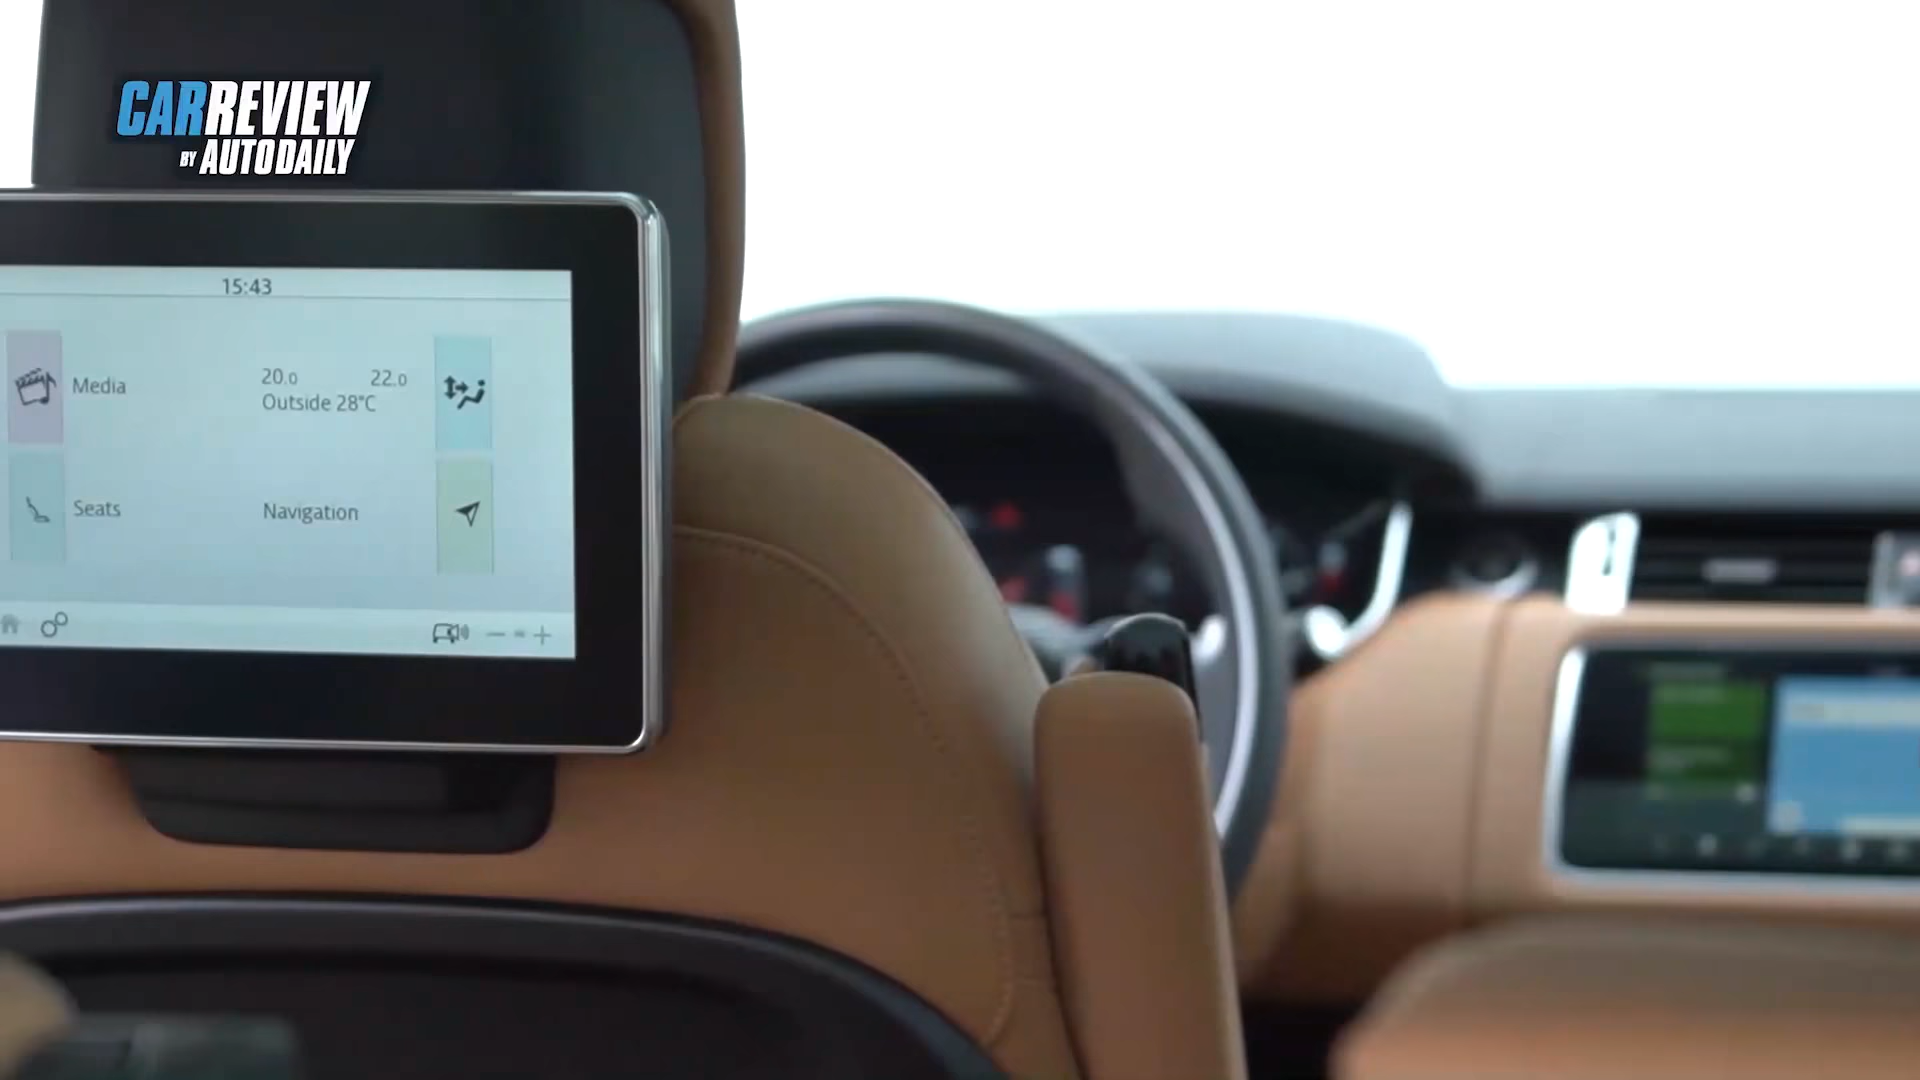 CARREVIEW
BY AUTODAILY
15:43
Media
20.0 22.0
Outside 28°C
Seats
Navigation